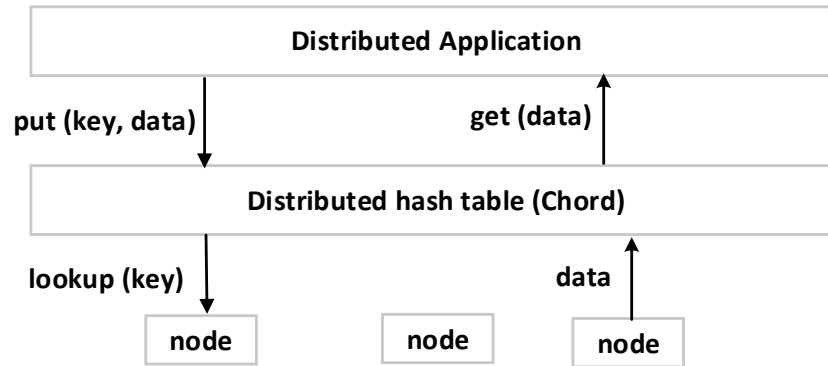 Distributed Application
put (key, data)
get (data)
Distributed hash table (Chord)
lookup (key)
data
node
node
node